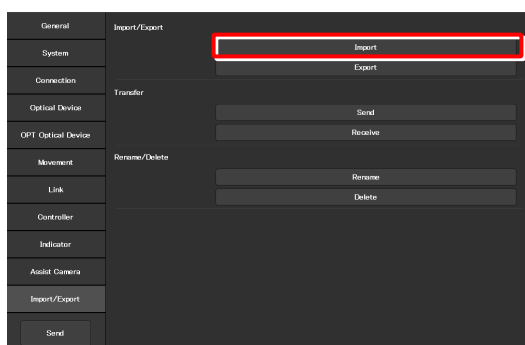 General
System
Connection
Optical Device
OPT Optical Device
Movement
Link
Controller
Indicator
Assist Camera
Import/Export
Send
Import/Export
Import
Export
Transfer
Send
Receive
Rename/Delete
Rename
Delete